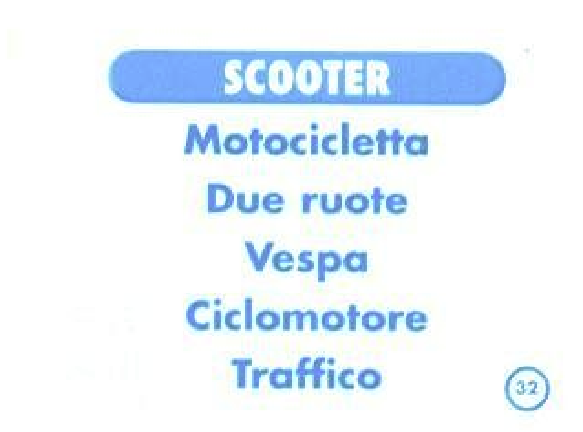 SCOOTER
Motocicletta
Due ruote
Vespa
Ciclomotore
Traffico
32